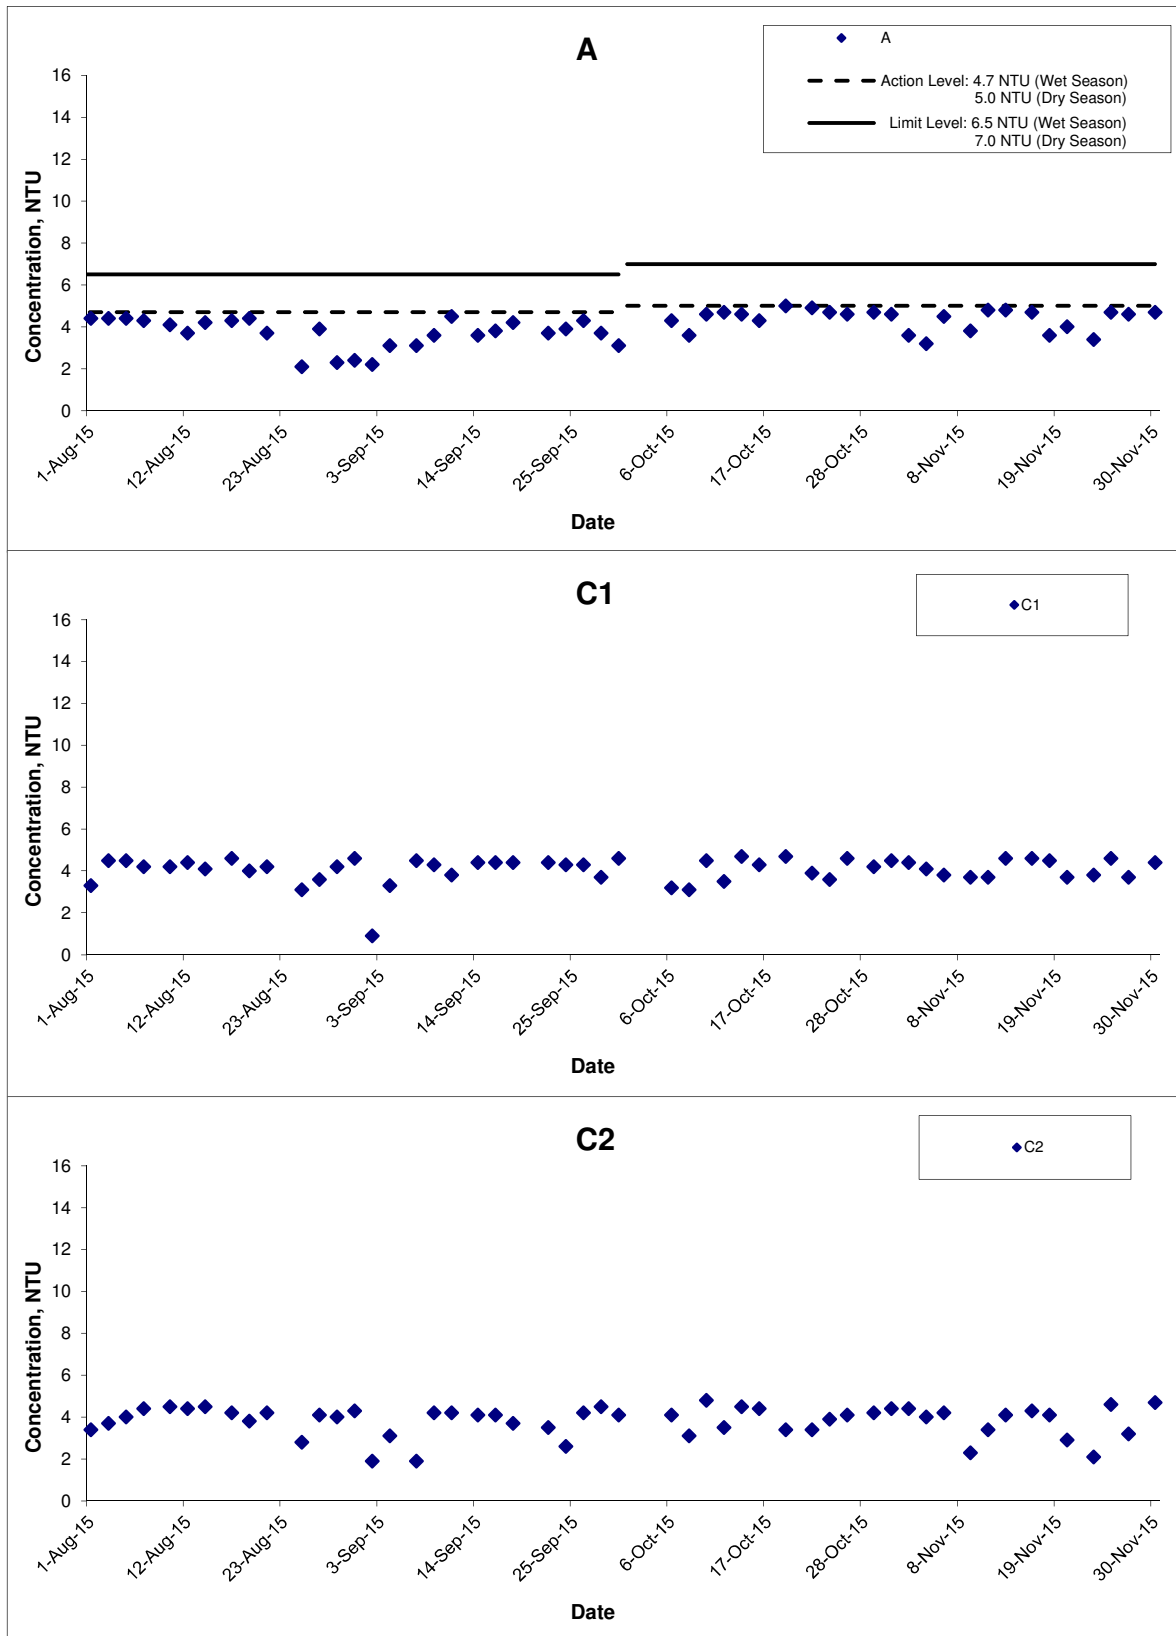 A
A
Action Level: 4.7 NTU (Wet Season)
5.0 NTU (Dry Season)
Limit Level: 6.5 NTU (Wet Season)
7.0 NTU (Dry Season)
Concentration, NTU
16
14
12
10
8
6
4
2
0
1-Aug-15
12-Aug-15
23-Aug-15
3-Sep-15
14-Sep-15
25-Sep-15
6-Oct-15
17-Oct-15
28-Oct-15
8-Nov-15
19-Nov-15
30-Nov-15
Date
C1
C1
Concentration, NTU
16
14
12
10
8
6
4
2
0
1-Aug-15
12-Aug-15
23-Aug-15
3-Sep-15
14-Sep-15
25-Sep-15
6-Oct-15
17-Oct-15
28-Oct-15
8-Nov-15
19-Nov-15
30-Nov-15
Date
C2
C2
Concentration, NTU
16
14
12
10
8
6
4
2
0
1-Aug-15
12-Aug-15
23-Aug-15
3-Sep-15
14-Sep-15
25-Sep-15
6-Oct-15
17-Oct-15
28-Oct-15
8-Nov-15
19-Nov-15
30-Nov-15
Date